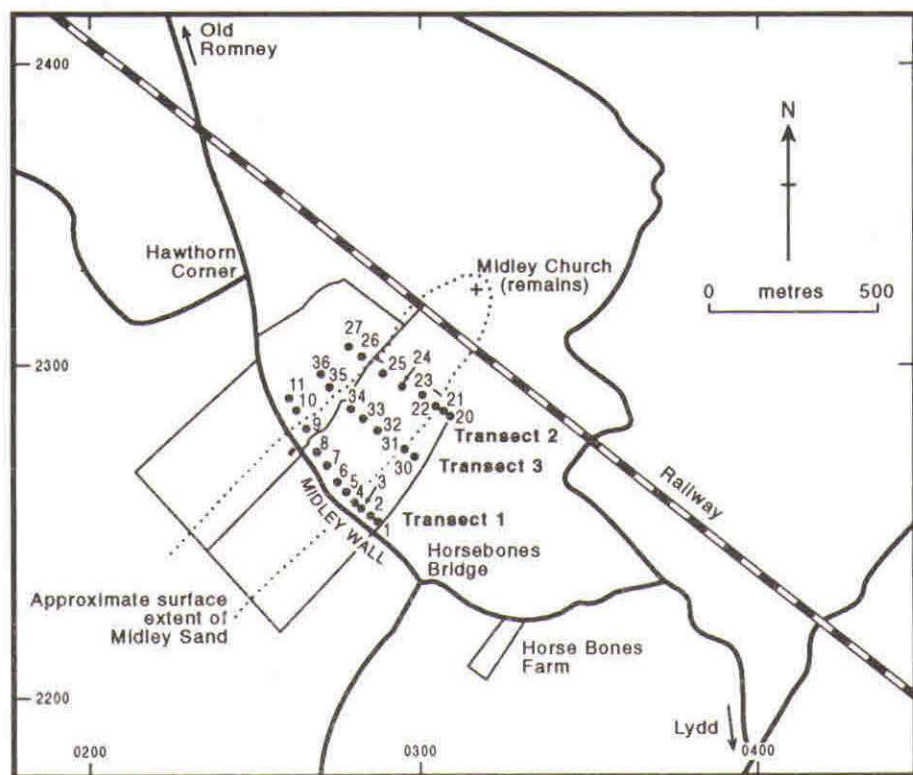 Old
Romney
2400
N
Hawthorn
Corner
Midley Church
(remains)
0 metres 500
2300
27
26
25
24
23
22
21
20
36
35
34
33
32
31
30
11
10
9
8
7
6
5
4
3
2
1
Transect 2
Transect 3
Transect 1
MIDLEY WALL
Railway
Horsebones
Bridge
Approximate surface
extent of
Midley Sand
Horse Bones
Farm
2200
Lydd
0200
0300
0400